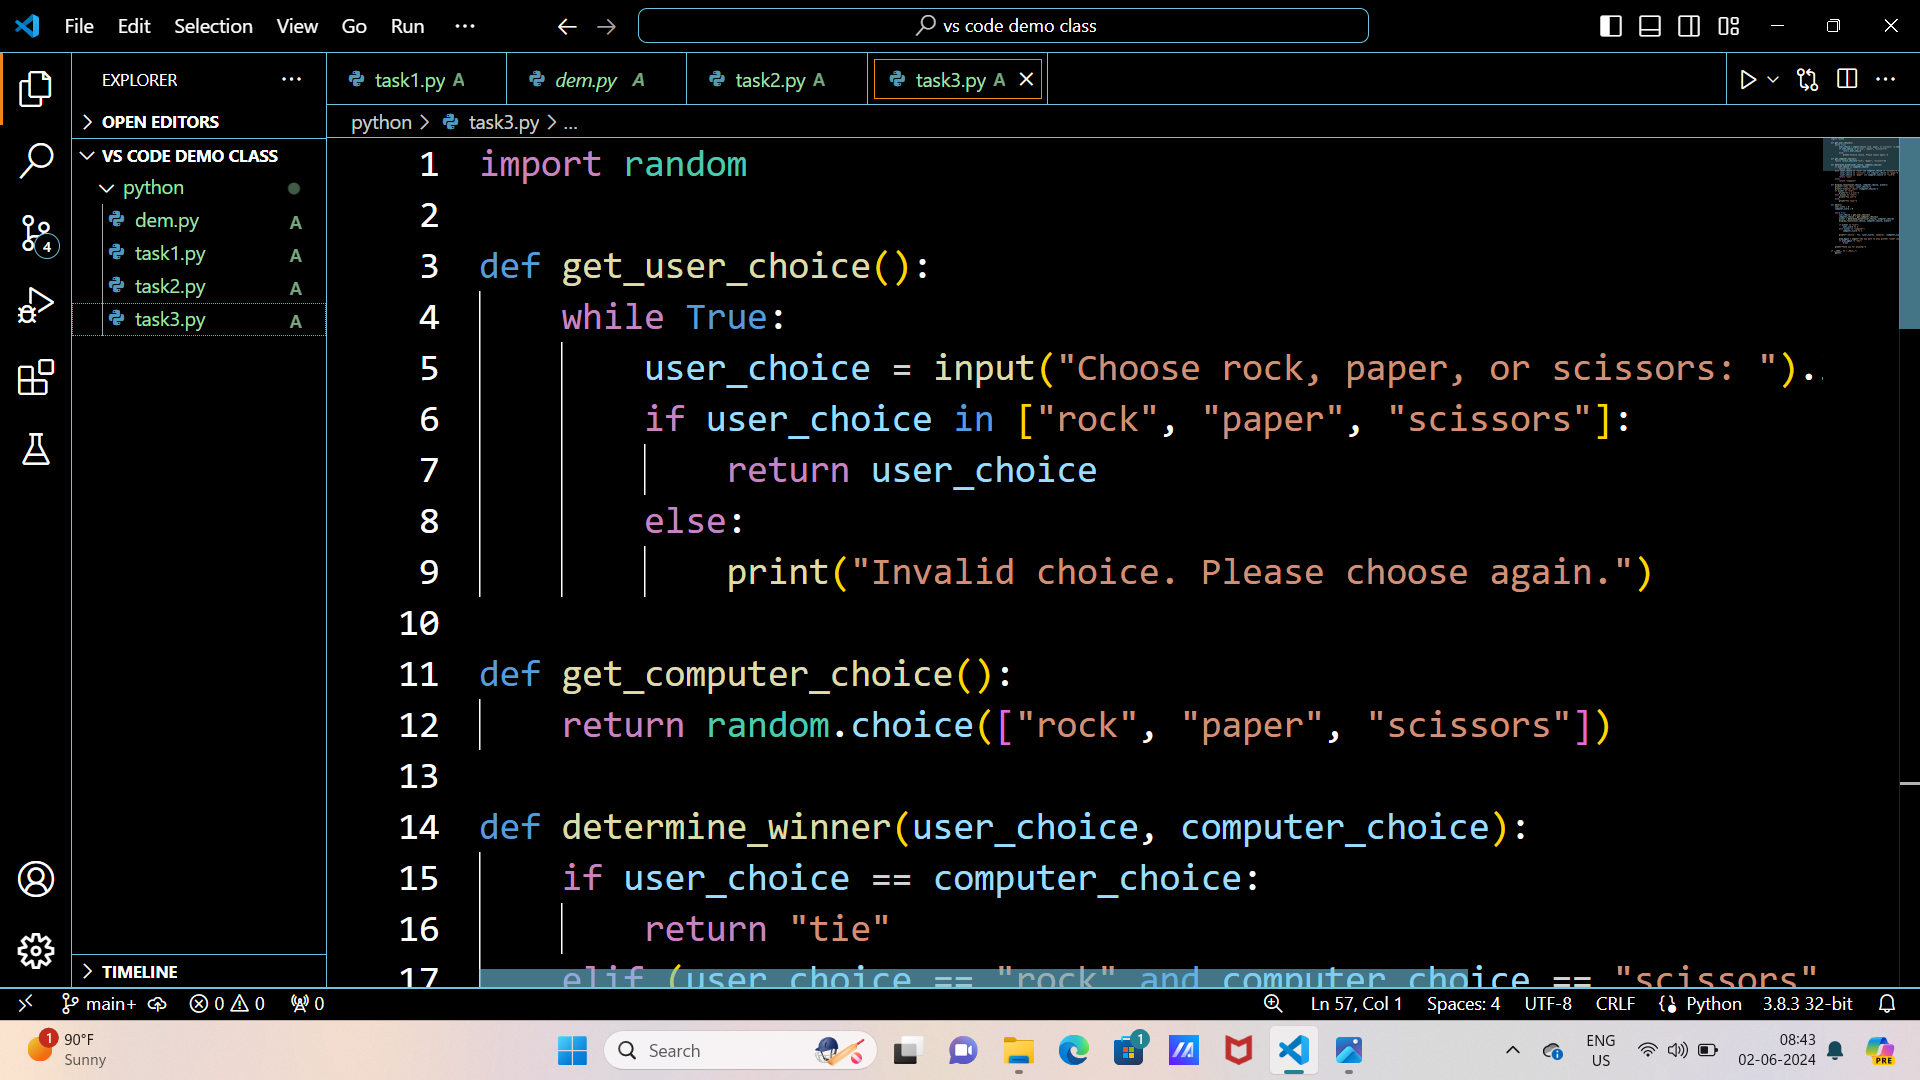 File Edit Selection View Go Run ...
vs code demo class
EXPLORER ...
task1.py A
dem.py A
task2.py A
task3.py A
OPEN EDITORS
python > task3.py > ...
VS CODE DEMO CLASS
python
dem.py A
task1.py A
task2.py A
task3.py A
4
1 import random
2
3 def get_user_choice():
4     while True:
5         user_choice = input("Choose rock, paper, or scissors: ").
6         if user_choice in ["rock", "paper", "scissors"]:
7             return user_choice
8         else:
9             print("Invalid choice. Please choose again.")
10
11 def get_computer_choice():
12     return random.choice(["rock", "paper", "scissors"])
13
14 def determine_winner(user_choice, computer_choice):
15     if user_choice == computer_choice:
16         return "tie"
17     elif (user_choice == "rock" and computer_choice == "scissors"
TIMELINE
main+ 0 0 0
Ln 57, Col 1 Spaces: 4 UTF-8 CRLF Python 3.8.3 32-bit
1
90°F
Sunny
Search
1
ENG
US
08:43
02-06-2024
PRE